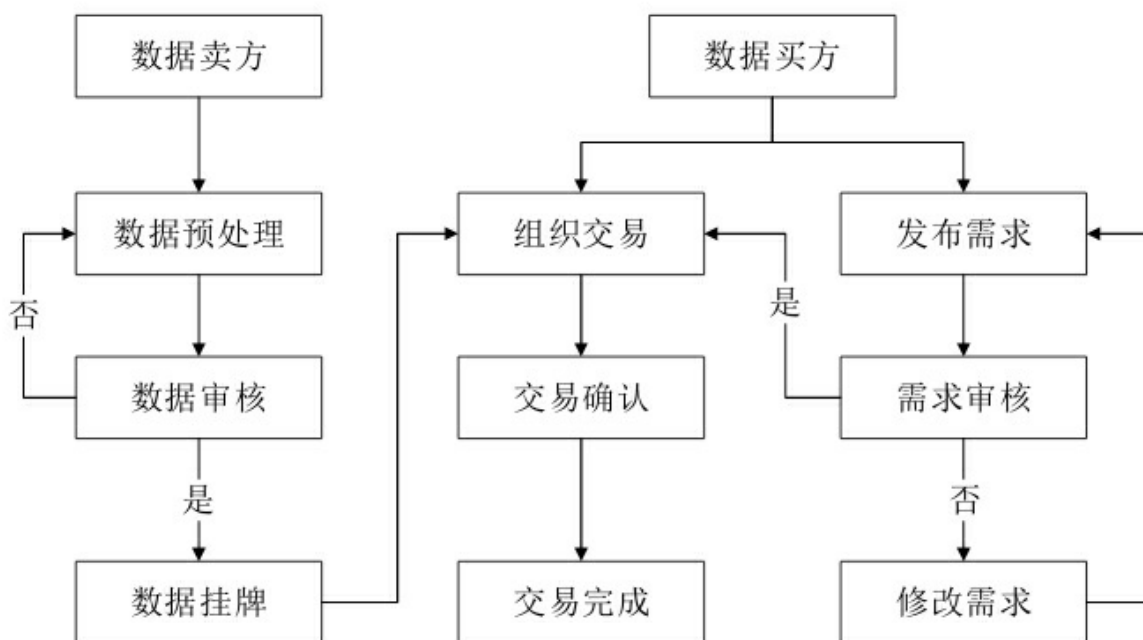 数据卖方
数据买方
数据预处理
组织交易
发布需求
否
是
数据审核
交易确认
需求审核
是
否
数据挂牌
交易完成
修改需求